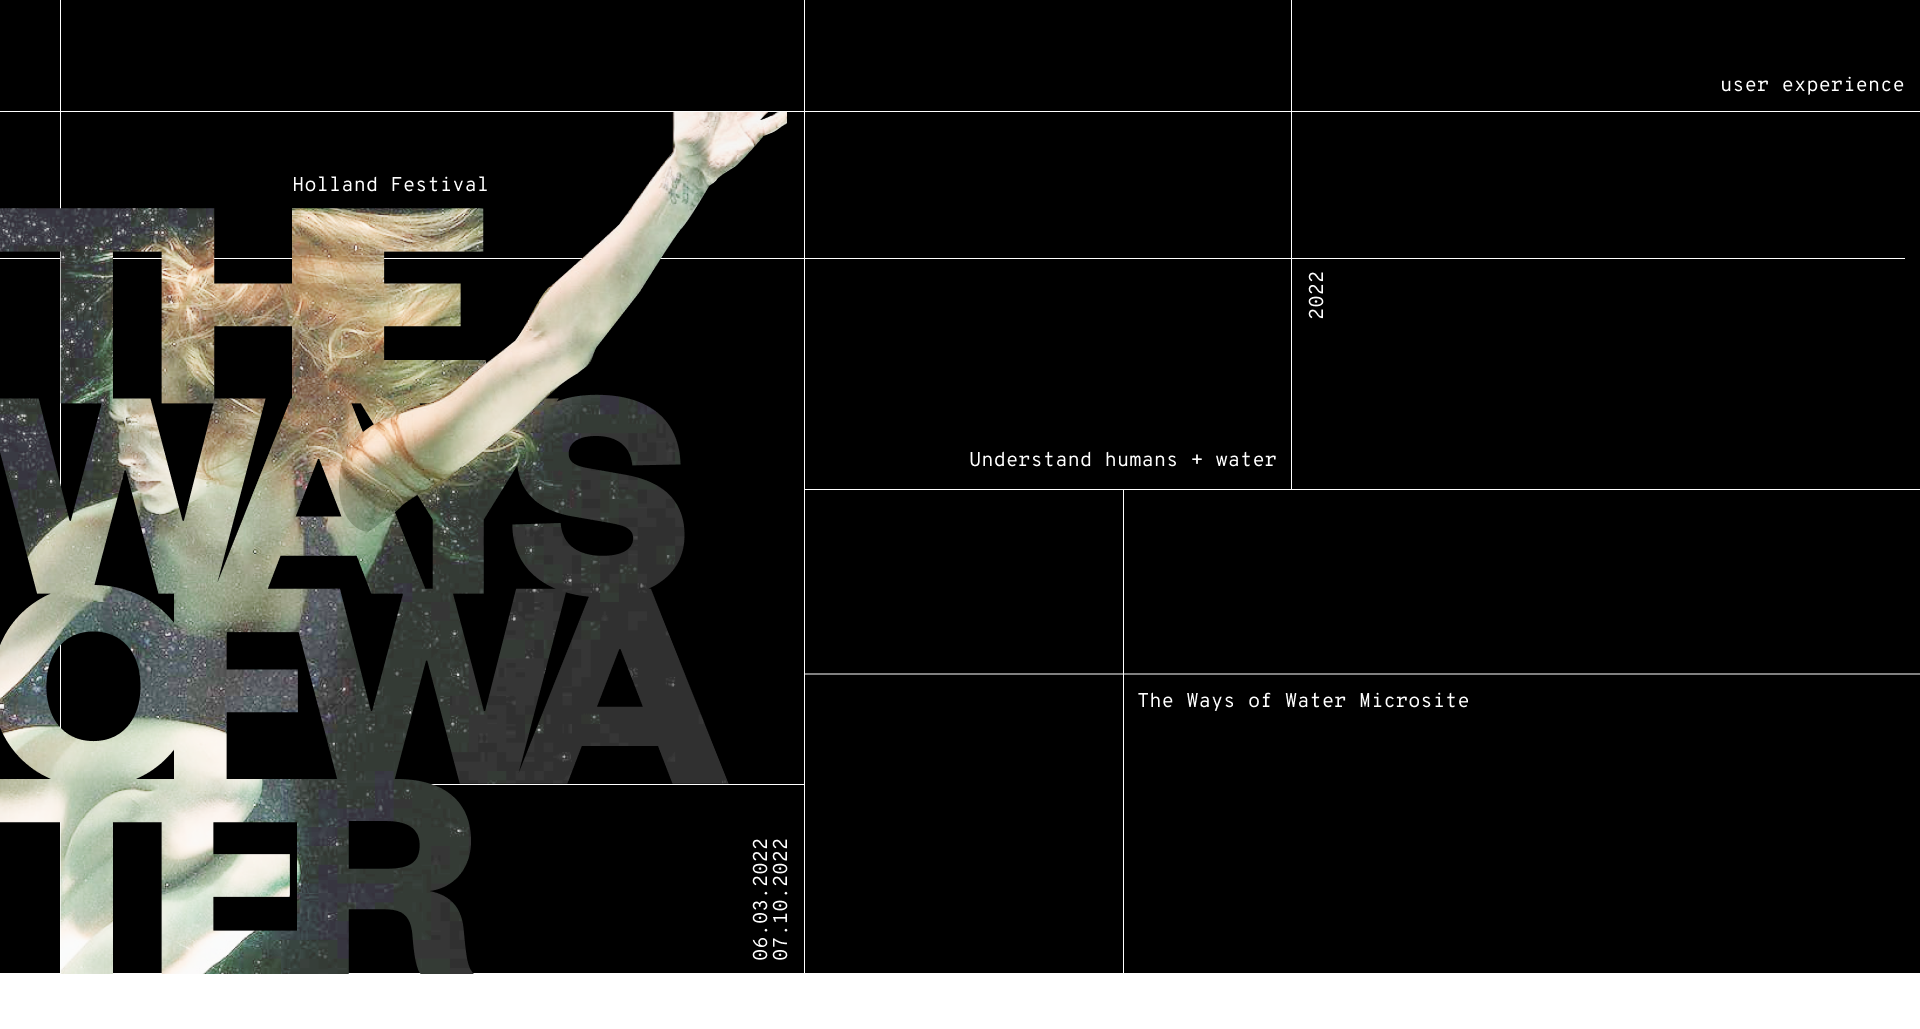 user experience
Holland Festival
THE
WAYS
OF WA
TER
2022
Understand humans + water
The Ways of Water Microsite
06.03.2022
07.10.2022